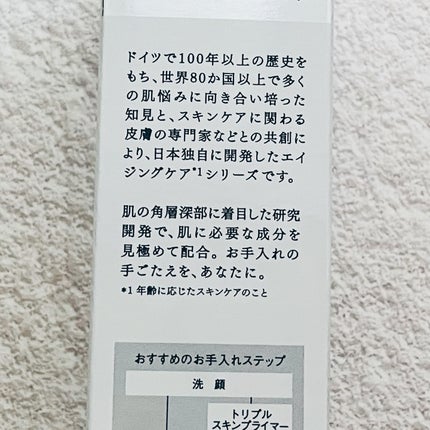 ドイツで100年以上の歴史を
もち、世界80か国以上で多く
の肌悩みに向き合い培った
知見と、スキンケアに関わる
皮膚の専門家などとの共創に
より、日本独自に開発したエイ
ジングケア*1シリーズです。
肌の角層深部に着目した研究
開発で、肌に必要な成分を
見極めて配合。お手入れの
手ごたえを、あなたに。
*1 年齢に応じたスキンケアのこと
おすすめのお手入れステップ
洗顔
トリプル
スキンプライマー